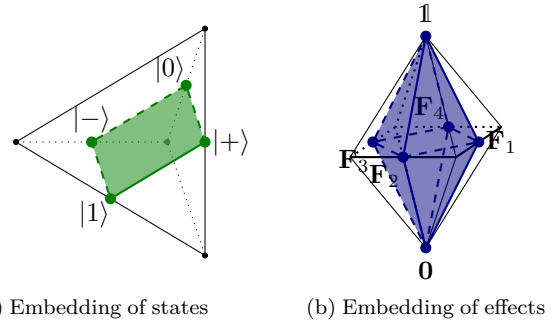 |0⟩
|−⟩
|+⟩
|1⟩
) Embedding of states
𝟙
F₄
F₁
F₃
F₂
0
(b) Embedding of effects